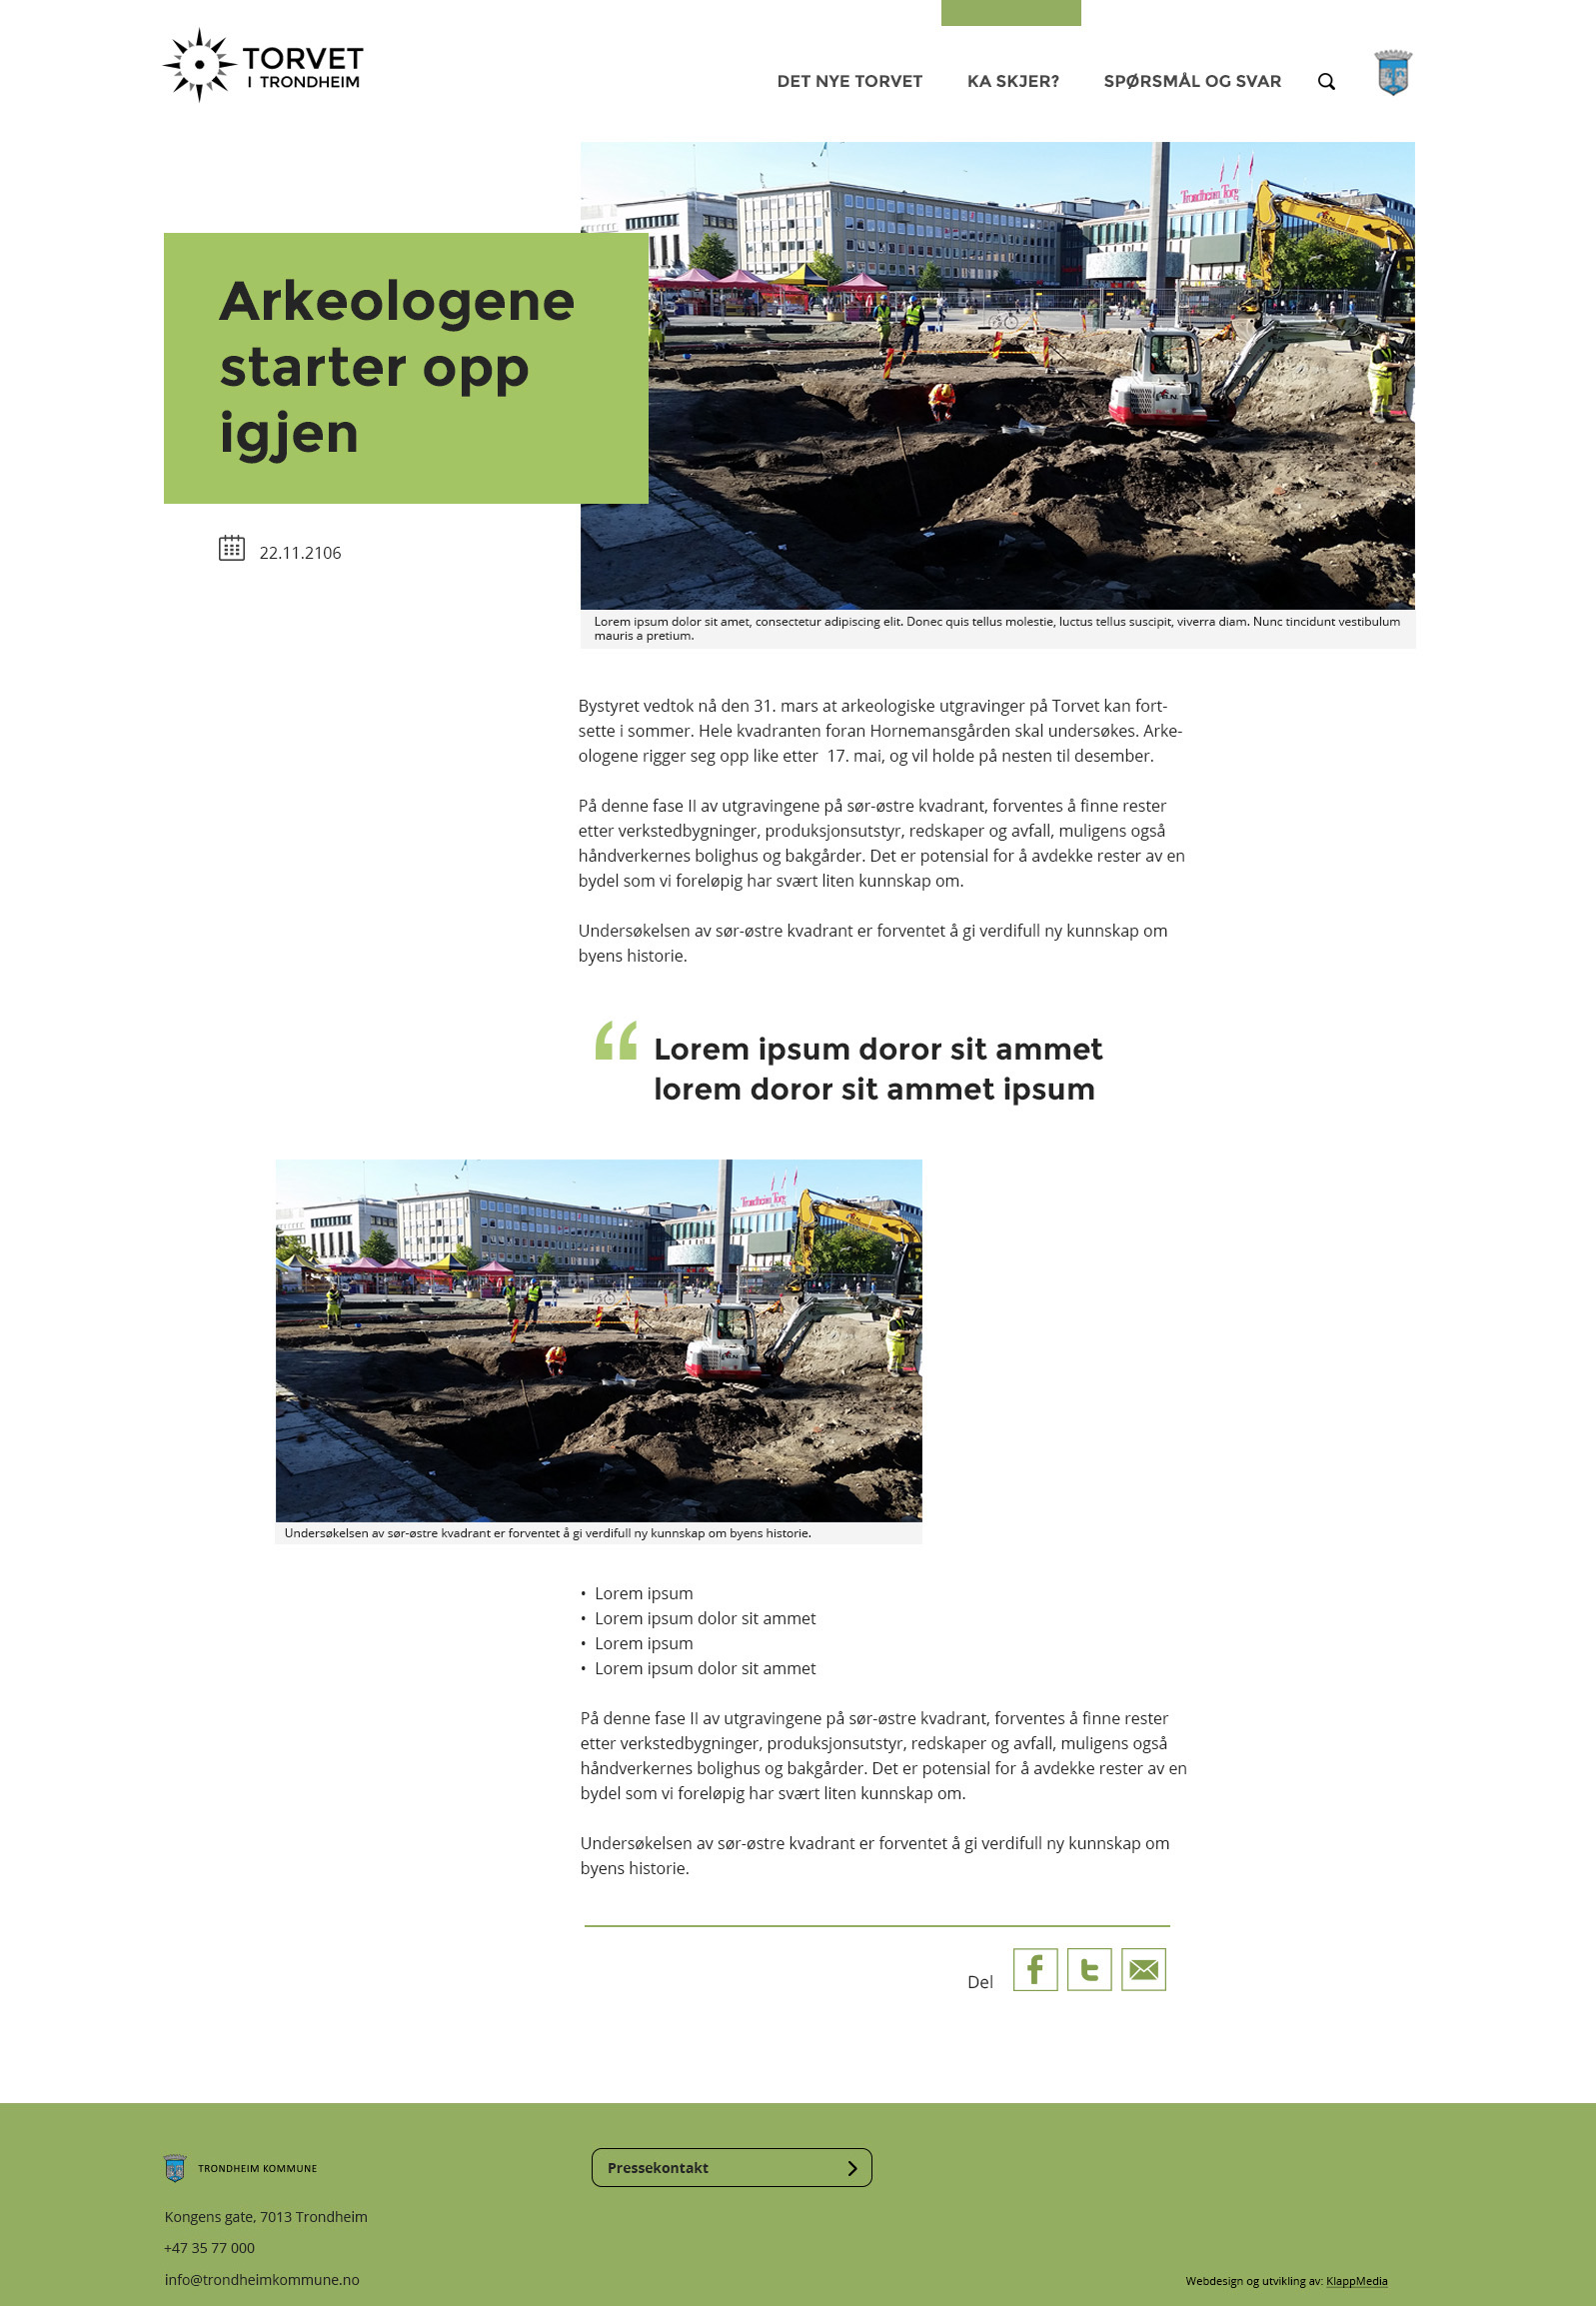 TORVET
I TRONDHEIM
DET NYE TORVET
KA SKJER?
SPØRSMÅL OG SVAR
Trondheim Torg
Arkeologene
starter opp
igjen
22.11.2106
Lorem ipsum dolor sit amet, consectetur adipiscing elit. Donec quis tellus molestie, luctus tellus suscipit, viverra diam. Nunc tincidunt vestibulum
mauris a pretium.
Bystyret vedtok nå den 31. mars at arkeologiske utgravinger på Torvet kan fort-
sette i sommer. Hele kvadranten foran Hornemansgården skal undersøkes. Arke-
ologene rigger seg opp like etter  17. mai, og vil holde på nesten til desember.
På denne fase II av utgravingene på sør-østre kvadrant, forventes å finne rester
etter verkstedbygninger, produksjonsutstyr, redskaper og avfall, muligens også
håndverkernes bolighus og bakgårder. Det er potensial for å avdekke rester av en
bydel som vi foreløpig har svært liten kunnskap om.
Undersøkelsen av sør-østre kvadrant er forventet å gi verdifull ny kunnskap om
byens historie.
“ Lorem ipsum doror sit ammet
lorem doror sit ammet ipsum
Trondheim Torg
Undersøkelsen av sør-østre kvadrant er forventet å gi verdifull ny kunnskap om byens historie.
• Lorem ipsum
• Lorem ipsum dolor sit ammet
• Lorem ipsum
• Lorem ipsum dolor sit ammet
På denne fase II av utgravingene på sør-østre kvadrant, forventes å finne rester
etter verkstedbygninger, produksjonsutstyr, redskaper og avfall, muligens også
håndverkernes bolighus og bakgårder. Det er potensial for å avdekke rester av en
bydel som vi foreløpig har svært liten kunnskap om.
Undersøkelsen av sør-østre kvadrant er forventet å gi verdifull ny kunnskap om
byens historie.
Del
TRONDHEIM KOMMUNE
Pressekontakt
Kongens gate, 7013 Trondheim
+47 35 77 000
info@trondheimkommune.no
Webdesign og utvikling av: KlappMedia